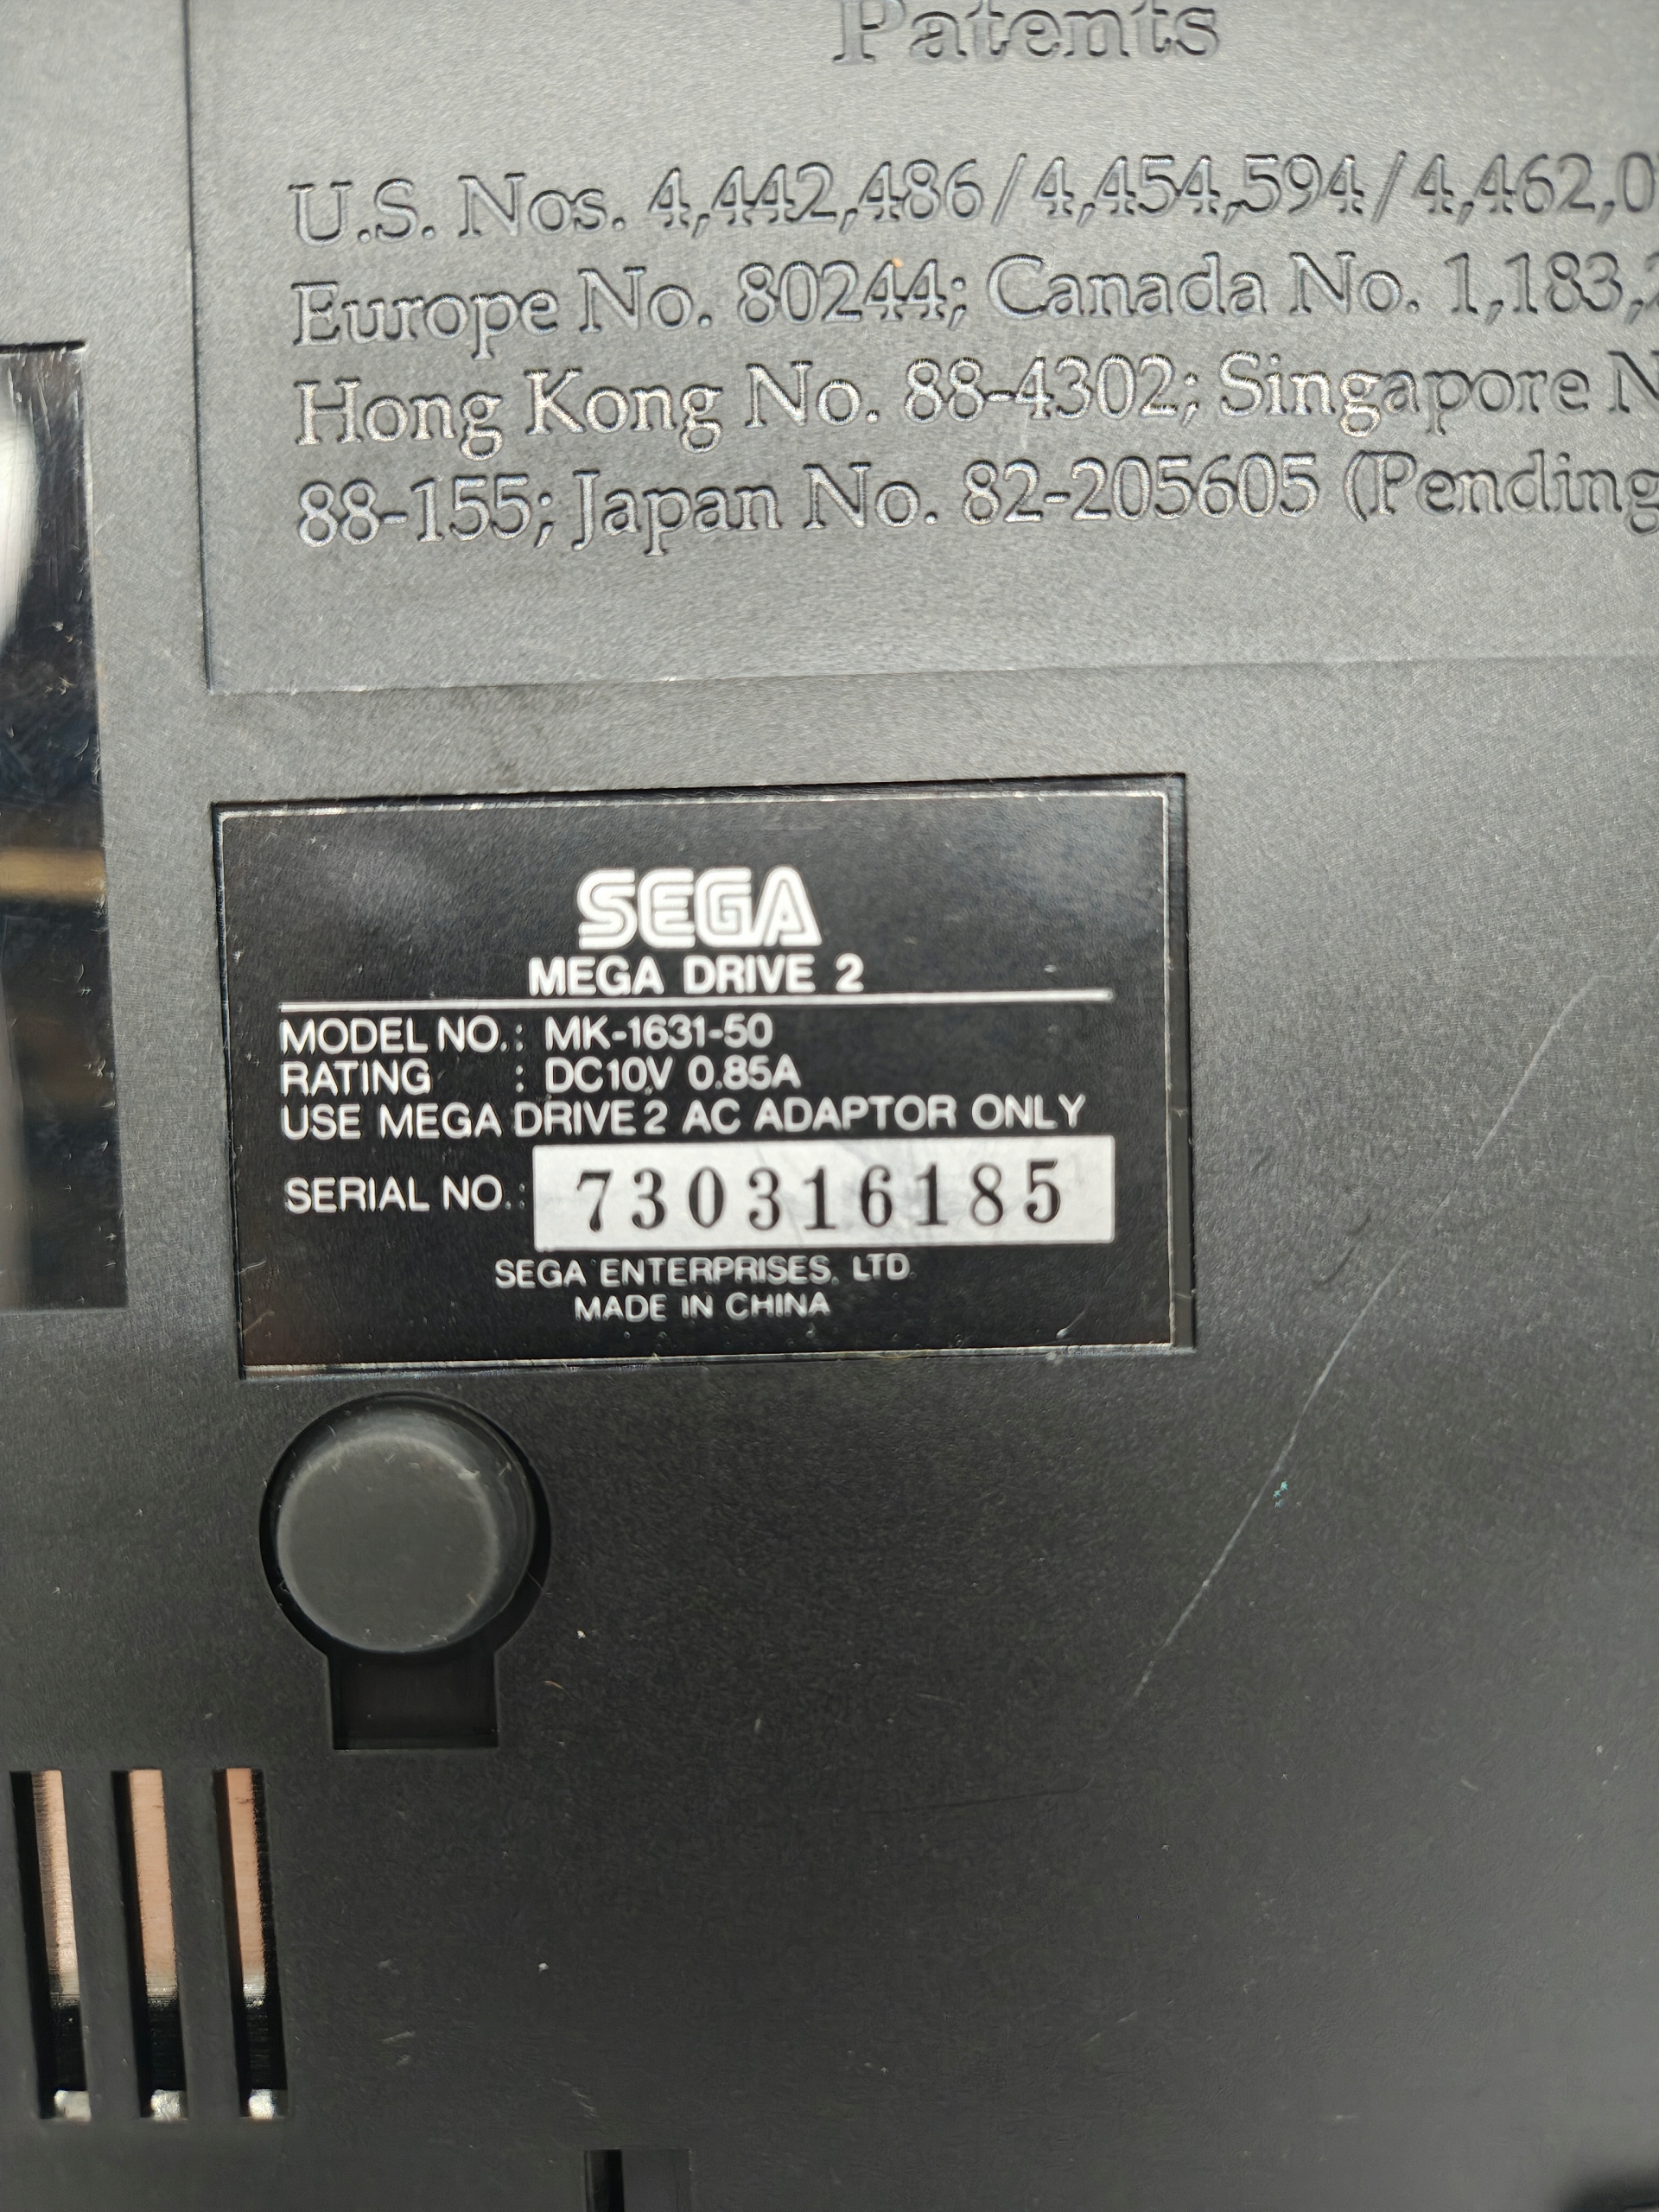 Patents
U.S. Nos. 4,442,486/4,454,594/4,462,0
Europe No. 80244; Canada No. 1,183,
Hong Kong No. 88-4302; Singapore N
88-155; Japan No. 82-205605 (Pending
SEGA
MEGA DRIVE 2
MODEL NO.: MK-1631-50
RATING : DC10V 0.85A
USE MEGA DRIVE 2 AC ADAPTOR ONLY
SERIAL NO.: 730316185
SEGA ENTERPRISES, LTD.
MADE IN CHINA